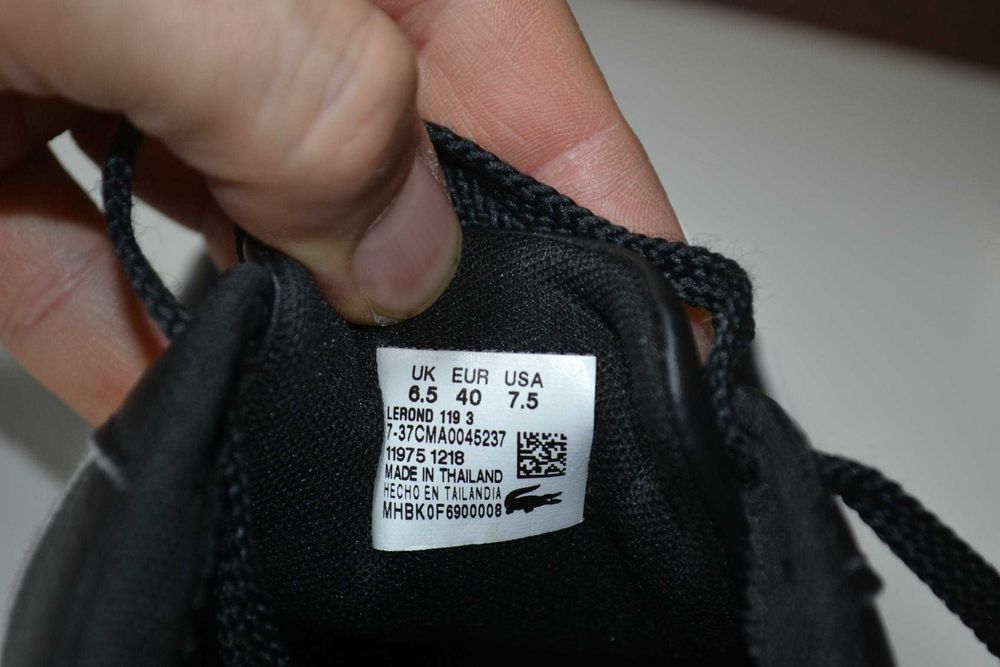 UK EUR USA
6.5 40 7.5
LEROND 119 3
7-37CMA0045237
11975 1218
MADE IN THAILAND
HECHO EN TAILANDIA
MHBK0F6900008